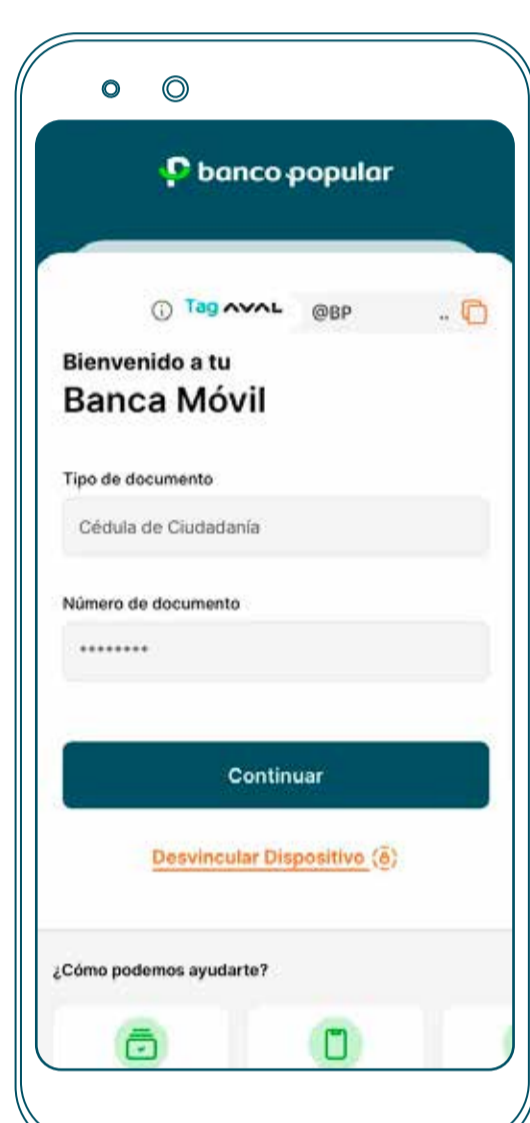 banco popular
Tag AVAL @BP ..
Bienvenido a tu
Banca Móvil
Tipo de documento
Cédula de Ciudadanía
Número de documento
••••••••
Continuar
Desvincular Dispositivo
¿Cómo podemos ayudarte?